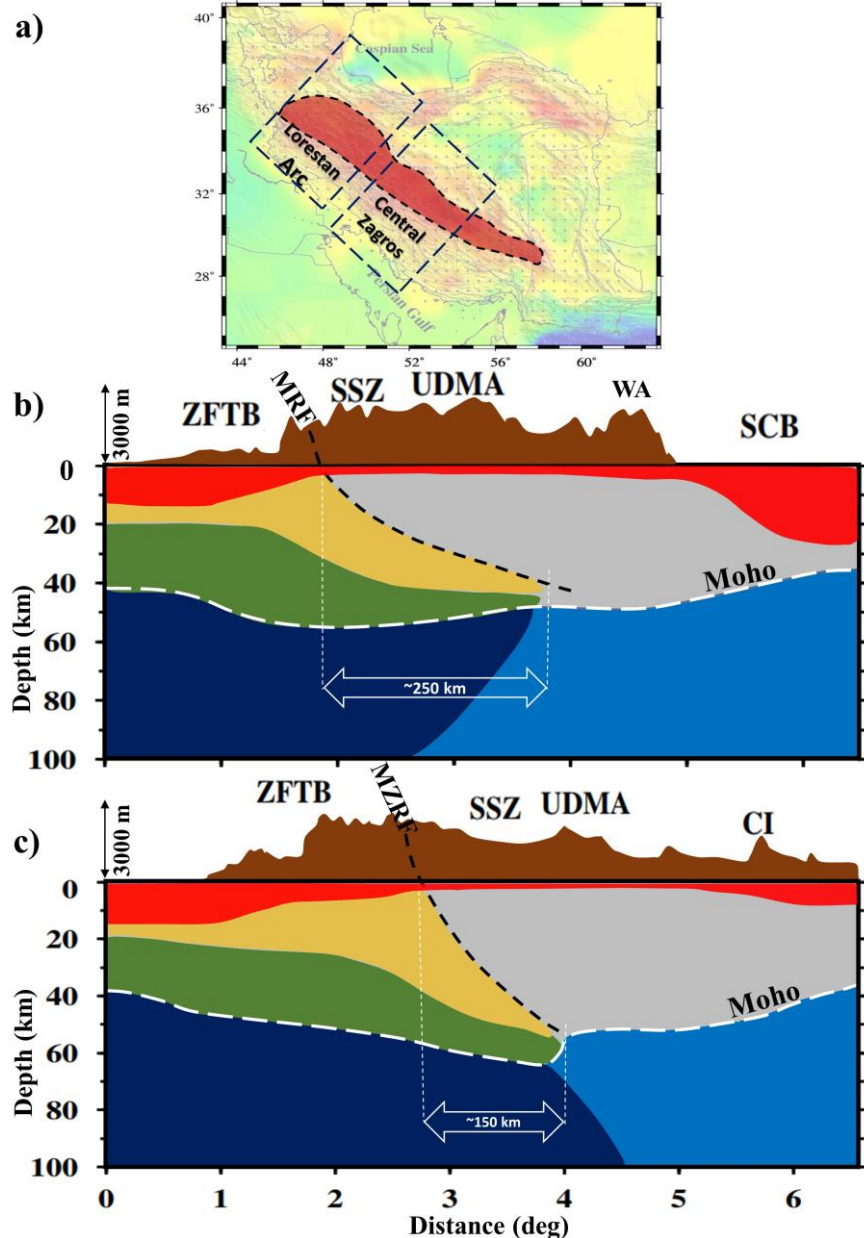 a)
40°
36°
32°
28°
Caspian Sea
Lorestan
Arc
Central
Zagros
Persian Gulf
44° 48° 52° 56° 60°
b)
3000 m
ZFTB
MRF
SSZ
UDMA
WA
SCB
0
20
40
60
80
100
Depth (km)
Moho
~250 km
c)
3000 m
ZFTB
MZRF
SSZ
UDMA
CI
0
20
40
60
80
100
Depth (km)
Moho
~150 km
0 1 2 3 4 5 6
Distance (deg)